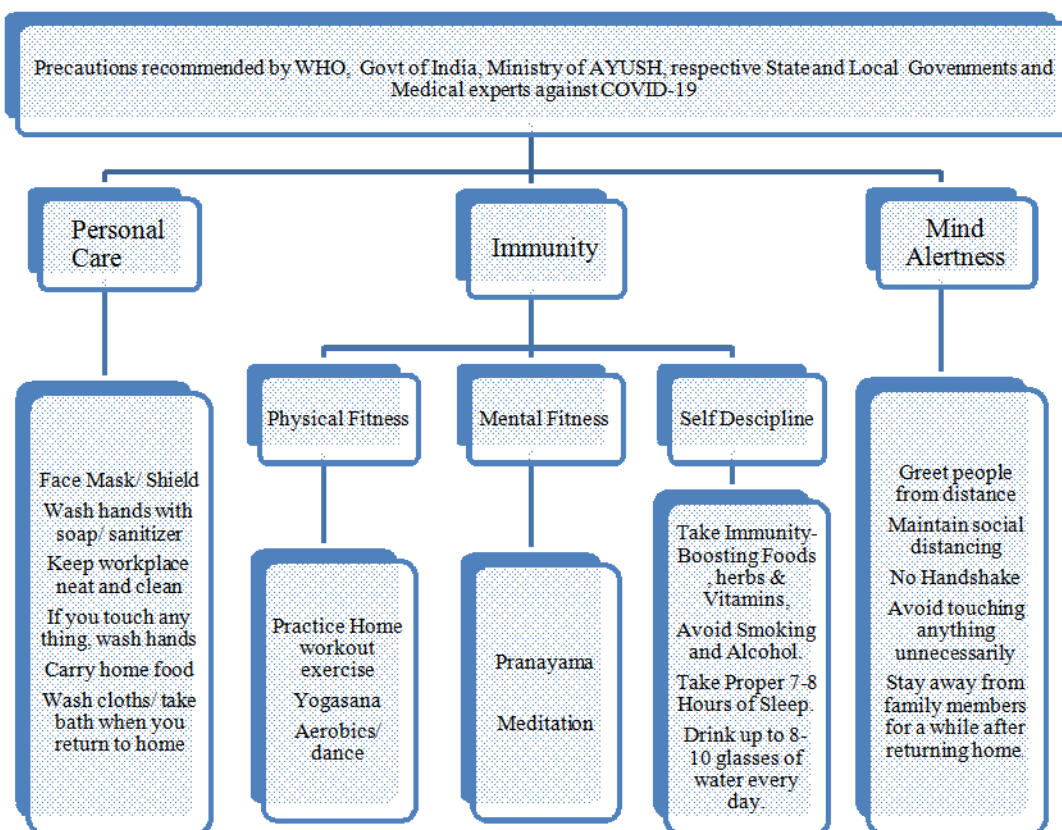 Precautions recommended by WHO, Govt of India, Ministry of AYUSH, respective State and Local Govenments and
Medical experts against COVID-19
Personal
Care
Immunity
Mind
Alertness
Physical Fitness
Mental Fitness
Self Descipline
Face Mask/ Shield
Wash hands with
soap/ sanitizer
Keep workplace
neat and clean
If you touch any
thing, wash hands
Carry home food
Wash cloths/ take
bath when you
return to home
Practice Home
workout
exercise
Yogasana
Aerobics/
dance
Pranayama
Meditation
Take Immunity-
Boosting Foods
, herbs &
Vitamins,
Avoid Smoking
and Alcohol.
Take Proper 7-8
Hours of Sleep.
Drink up to 8-
10 glasses of
water every
day.
Greet people
from distance
Maintain social
distancing
No Handshake
Avoid touching
anything
unnecessarily
Stay away from
family members
for a while after
returning home